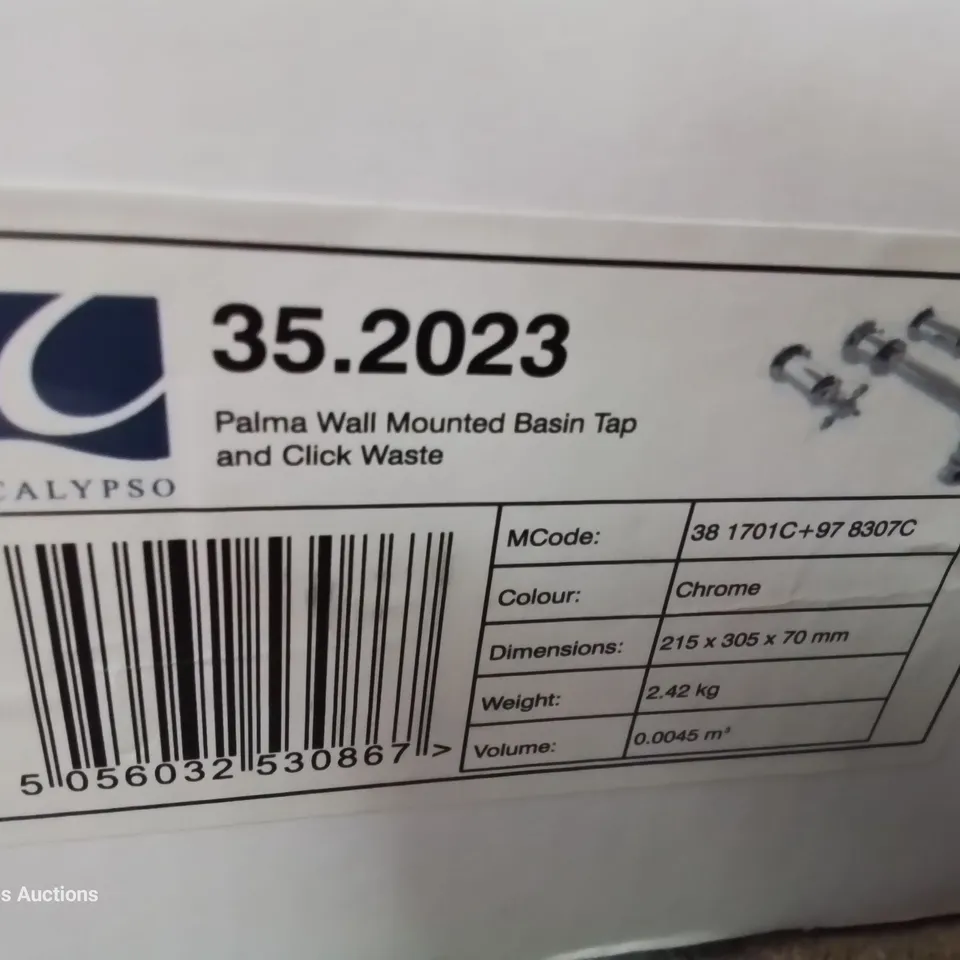 35.2023
Palma Wall Mounted Basin Tap
and Click Waste
CALYPSO
MCode: 38 1701C+97 8307C
Colour: Chrome
Dimensions: 215 x 305 x 70 mm
Weight: 2.42 kg
Volume: 0.0045 m³
5 056032 530867 >
s Auctions